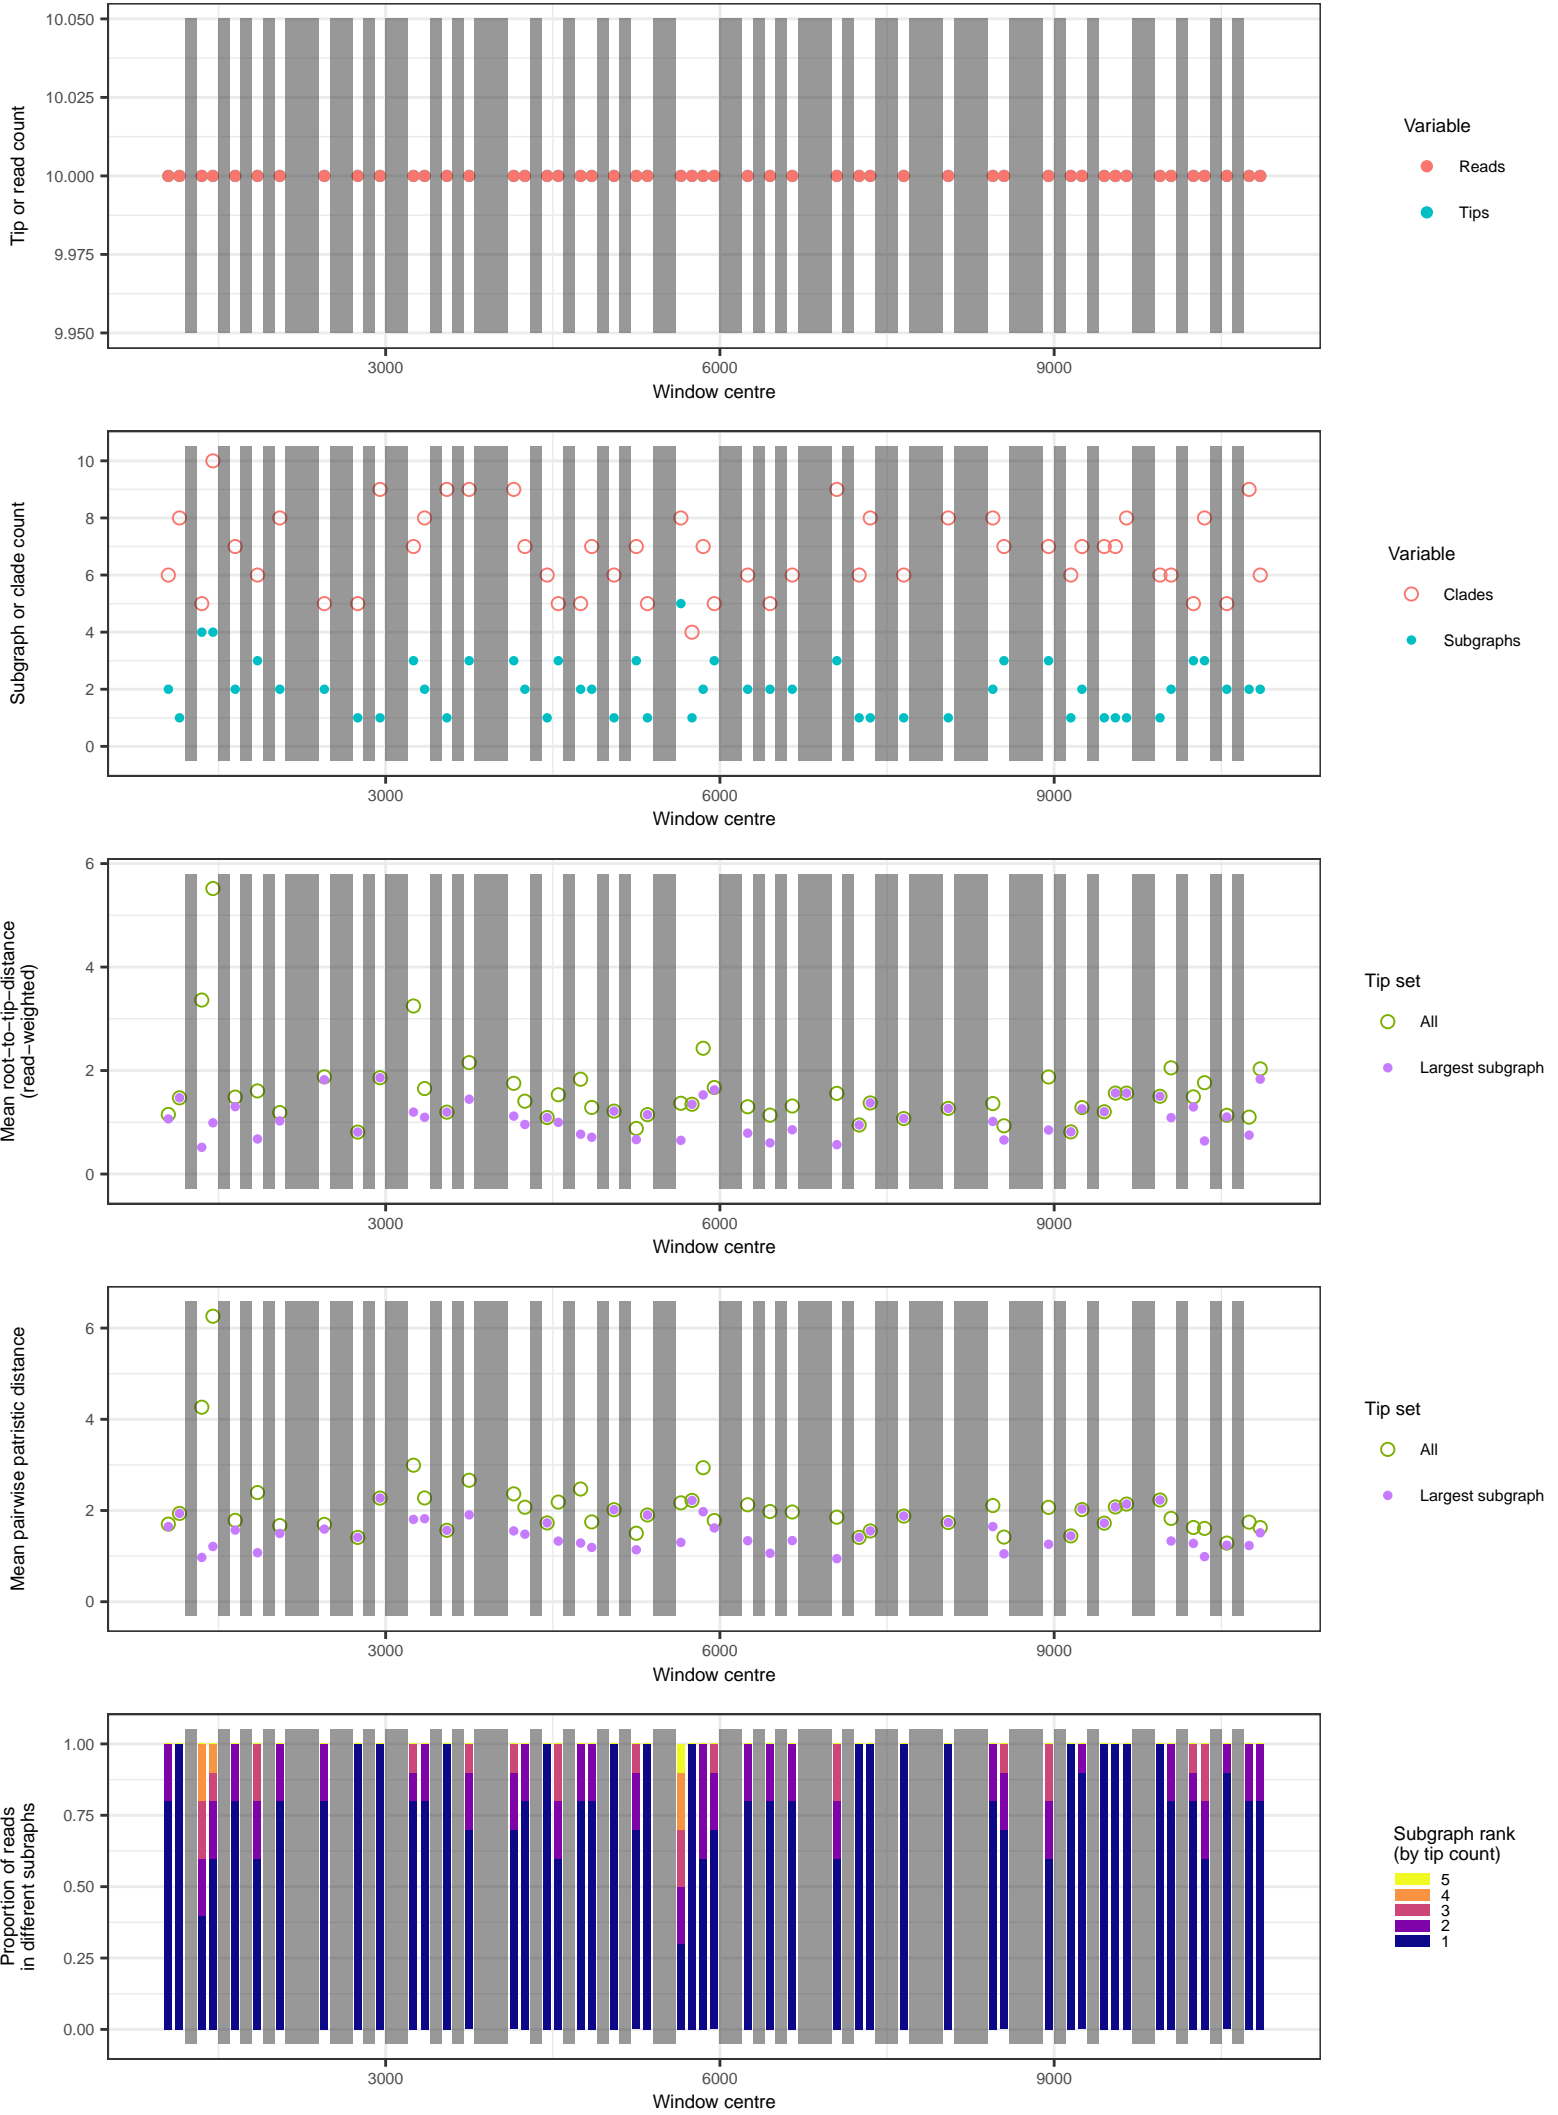 10.050
10.025
10.000
9.975
9.950
Tip or read count
3000
6000
9000
Window centre
Variable
Reads
Tips
10
8
6
4
2
0
Subgraph or clade count
3000
6000
9000
Window centre
Variable
Clades
Subgraphs
6
4
2
0
Mean root−to−tip−distance
(read−weighted)
3000
6000
9000
Window centre
Tip set
All
Largest subgraph
6
4
2
0
Mean pairwise patristic distance
3000
6000
9000
Window centre
Tip set
All
Largest subgraph
1.00
0.75
0.50
0.25
0.00
Proportion of reads
in different subraphs
3000
6000
9000
Window centre
Subgraph rank
(by tip count)
5
4
3
2
1